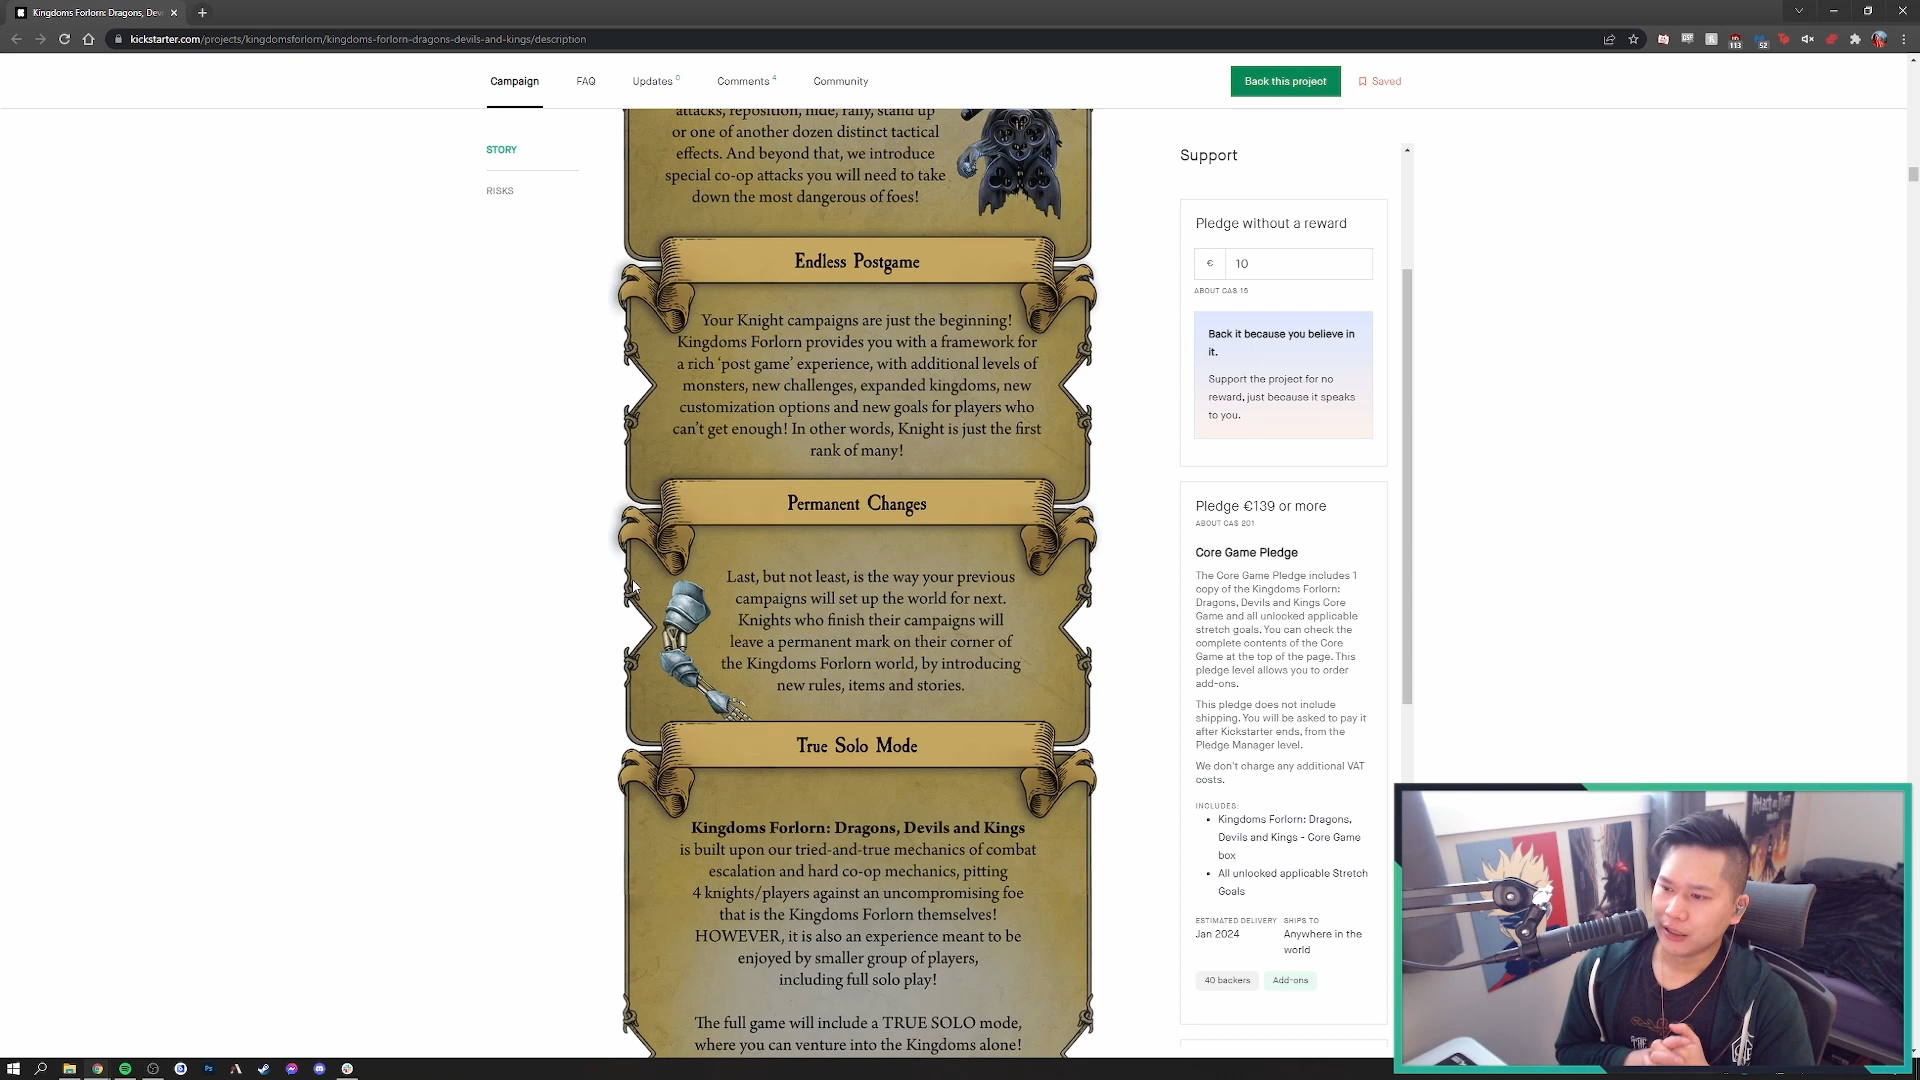 Kingdoms Forlorn: Dragons, Dev
kickstarter.com/projects/kingdomsforlorn/kingdoms-forlorn-dragons-devils-and-kings/description
113
52
Campaign
FAQ
Updates 0
Comments 4
Community
Back this project
Saved
STORY
RISKS
attacks, reposition, hide, rally, stand up
or one of another dozen distinct tactical
effects. And beyond that, we introduce
special co-op attacks you will need to take
down the most dangerous of foes!
Endless Postgame
Your Knight campaigns are just the beginning!
Kingdoms Forlorn provides you with a framework for
a rich ‘post game’ experience, with additional levels of
monsters, new challenges, expanded kingdoms, new
customization options and new goals for players who
can’t get enough! In other words, Knight is just the first
rank of many!
Permanent Changes
Last, but not least, is the way your previous
campaigns will set up the world for next.
Knights who finish their campaigns will
leave a permanent mark on their corner of
the Kingdoms Forlorn world, by introducing
new rules, items and stories.
True Solo Mode
Kingdoms Forlorn: Dragons, Devils and Kings
is built upon our tried-and-true mechanics of combat
escalation and hard co-op mechanics, pitting
4 knights/players against an uncompromising foe
that is the Kingdoms Forlorn themselves!
HOWEVER, it is also an experience meant to be
enjoyed by smaller group of players,
including full solo play!
The full game will include a TRUE SOLO mode,
where you can venture into the Kingdoms alone!
Support
Pledge without a reward
€ 10
ABOUT CA$ 15
Back it because you believe in
it.
Support the project for no
reward, just because it speaks
to you.
Pledge €139 or more
ABOUT CA$ 201
Core Game Pledge
The Core Game Pledge includes 1
copy of the Kingdoms Forlorn:
Dragons, Devils and Kings Core
Game and all unlocked applicable
stretch goals. You can check the
complete contents of the Core
Game at the top of the page. This
pledge level allows you to order
add-ons.
This pledge does not include
shipping. You will be asked to pay it
after Kickstarter ends, from the
Pledge Manager level.
We don't charge any additional VAT
costs.
INCLUDES:
Kingdoms Forlorn: Dragons,
Devils and Kings - Core Game
box
All unlocked applicable Stretch
Goals
ESTIMATED DELIVERY
Jan 2024
SHIPS TO
Anywhere in the
world
40 backers
Add-ons